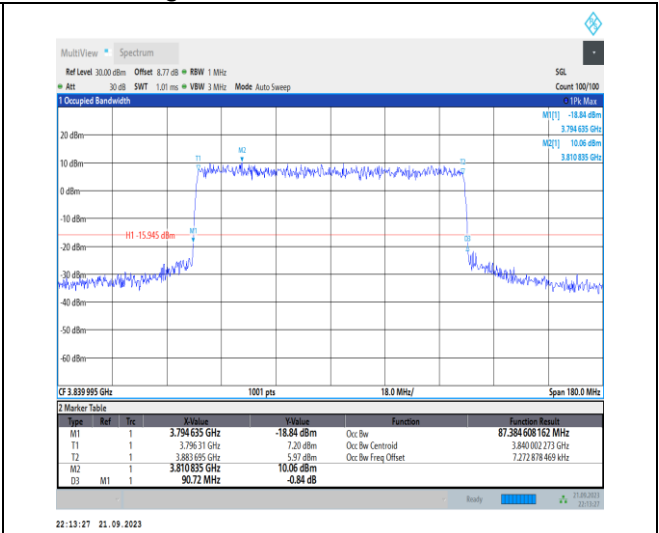 MultiView Spectrum
Ref Level 30.00 dBm Offset 8.77 dB RBW 1 MHz SGL
Att 30 dB SWT 1.01 ms VBW 3 MHz Mode Auto Sweep Count 100/100
1 Occupied Bandwidth 1Pk Max
M1[1] -18.84 dBm
3.794 635 GHz
20 dBm
M2[1] 10.06 dBm
3.810 835 GHz
M2
T1
10 dBm
0 dBm
-10 dBm
M1
H1 -15.945 dBm
D3
-30 dBm
-40 dBm
-50 dBm
-60 dBm
CF 3.839 995 GHz 1001 pts 18.0 MHz/ Span 180.0 MHz
2 Marker Table
Type Ref Trc X-Value Y-Value Function Function Result
M1 1 3.794 635 GHz -18.84 dBm Occ Bw 87.384 608 162 MHz
T1 1 3.796 31 GHz 7.20 dBm Occ Bw Centroid 3.840 002 273 GHz
T2 1 3.883 695 GHz 5.97 dBm Occ Bw Freq Offset 7.272 878 469 kHz
M2 1 3.810 835 GHz 10.06 dBm
D3 M1 1 90.72 MHz -0.84 dB
Ready 21.09.2023
22:13:27
22:13:27 21.09.2023